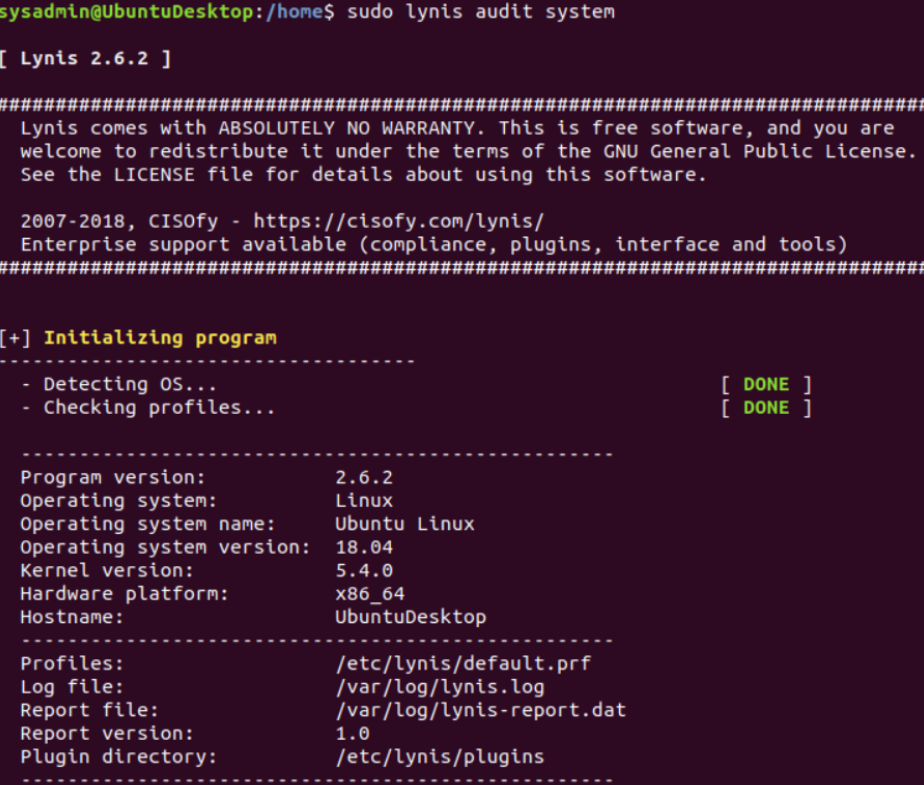 sysadmin@UbuntuDesktop:/home$ sudo lynis audit system
[ Lynis 2.6.2 ]
################################################################################
Lynis comes with ABSOLUTELY NO WARRANTY. This is free software, and you are
welcome to redistribute it under the terms of the GNU General Public License.
See the LICENSE file for details about using this software.
2007-2018, CISOfy - https://cisofy.com/lynis/
Enterprise support available (compliance, plugins, interface and tools)
################################################################################
[+] Initializing program
------------------------------------
- Detecting OS... [ DONE ]
- Checking profiles... [ DONE ]
---------------------------------------------------
Program version: 2.6.2
Operating system: Linux
Operating system name: Ubuntu Linux
Operating system version: 18.04
Kernel version: 5.4.0
Hardware platform: x86_64
Hostname: UbuntuDesktop
---------------------------------------------------
Profiles: /etc/lynis/default.prf
Log file: /var/log/lynis.log
Report file: /var/log/lynis-report.dat
Report version: 1.0
Plugin directory: /etc/lynis/plugins
---------------------------------------------------